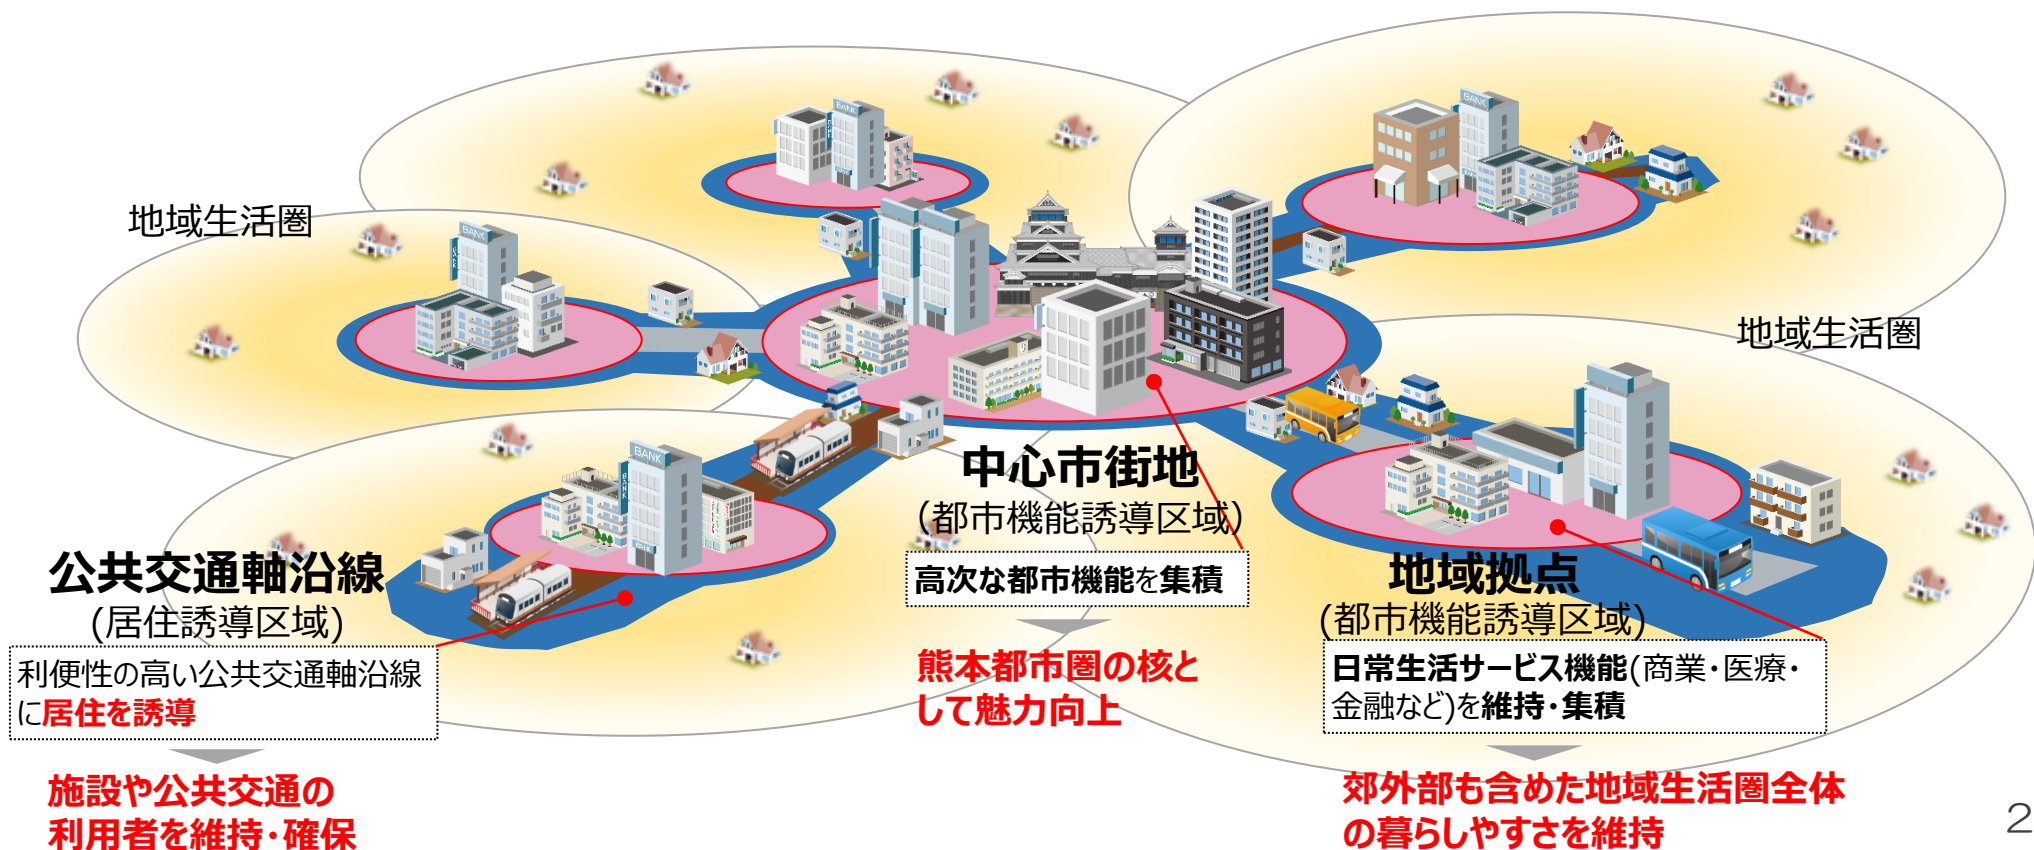 地域生活圏
地域生活圏
BANK
BANK
BANK
BANK
中心市街地
（都市機能誘導区域）
高次な都市機能を集積
熊本都市圏の核と
して魅力向上
公共交通軸沿線
(居住誘導区域)
利便性の高い公共交通軸沿線
に居住を誘導
施設や公共交通の
利用者を維持・確保
地域拠点
(都市機能誘導区域)
日常生活サービス機能(商業・医療・
金融など)を維持・集積
郊外部も含めた地域生活圏全体
の暮らしやすさを維持
2